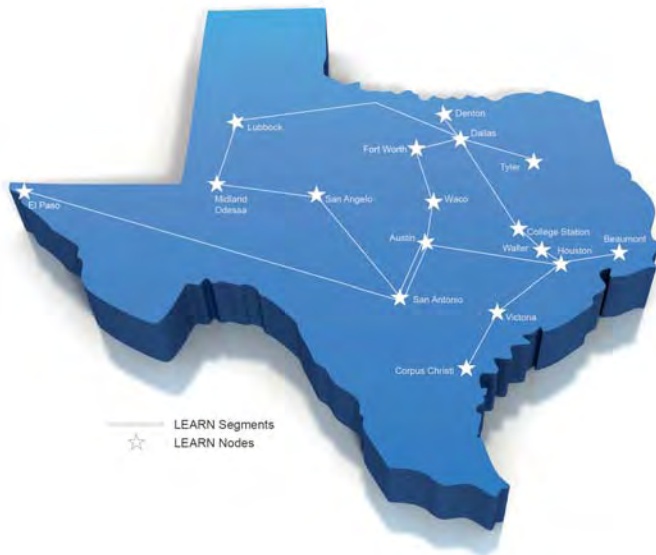 Denton
Lubbock
Dallas
Fort Worth
Tyler
El Paso
Midland
Odessa
San Angelo
Waco
College Station
Austin
Waller
Houston
Beaumont
San Antonio
Victoria
Corpus Christi
LEARN Segments
LEARN Nodes